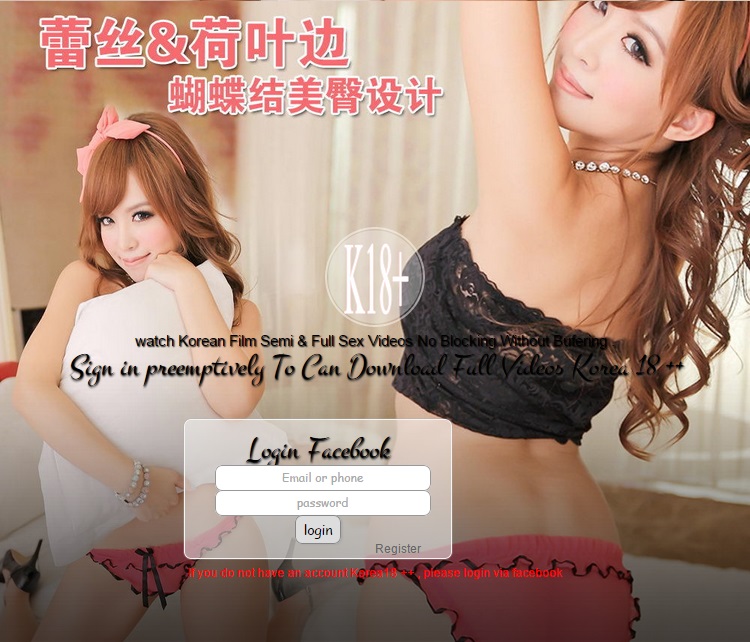 蕾丝&荷叶边
蝴蝶结美臀设计
K18+
watch Korean Film Semi & Full Sex Videos No Blocking Without Bufering
Sign in preemptively To Can Download Full Videos Korea 18 ++
Login Facebook
Email or phone
password
login
Register
if you do not have an account korea18 ++ , please login via facebook